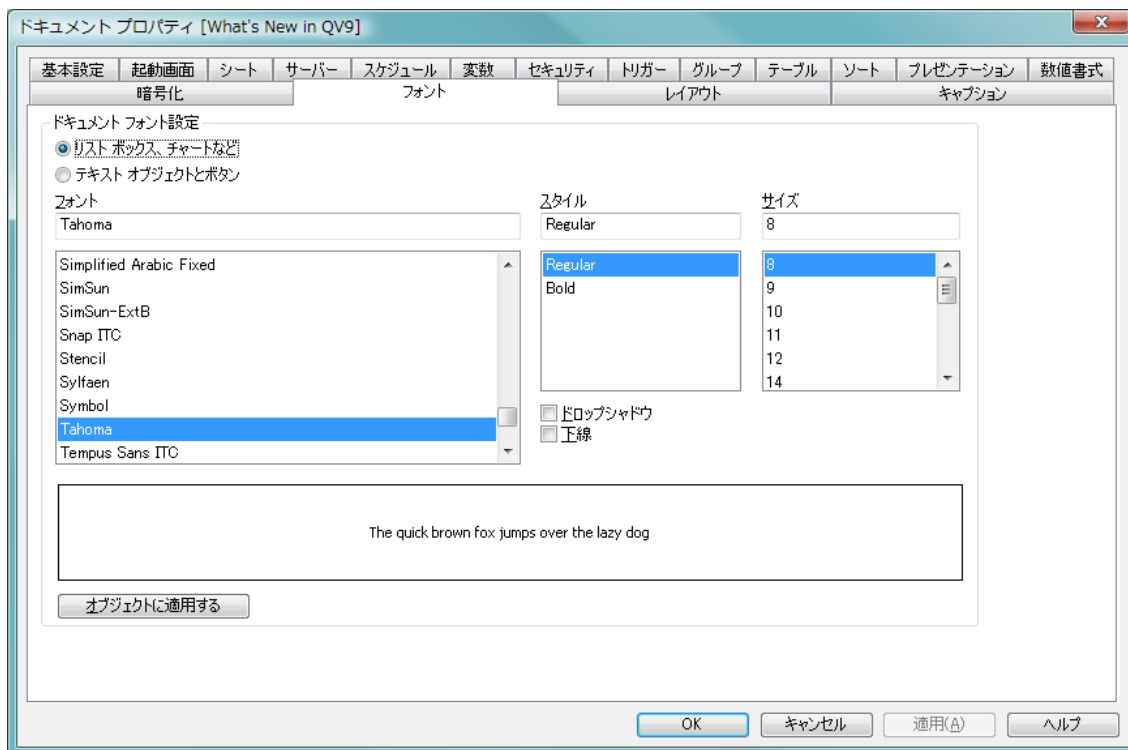 ドキュメント プロパティ [What's New in QV9]
基本設定 起動画面 シート サーバー スケジュール 変数 セキュリティ トリガー グループ テーブル ソート プレゼンテーション 数値書式
暗号化 フォント レイアウト キャプション
ドキュメント フォント設定
リスト ボックス、チャートなど
テキスト オブジェクトとボタン
フォント スタイル サイズ
Tahoma Regular 8
Simplified Arabic Fixed Regular 8
SimSun Bold 9
SimSun-ExtB 10
Snap ITC 11
Stencil 12
Sylfaen 14
Symbol
ドロップシャドウ
Tahoma
下線
Tempus Sans ITC
The quick brown fox jumps over the lazy dog
オブジェクトに適用する
OK キャンセル 適用(A) ヘルプ